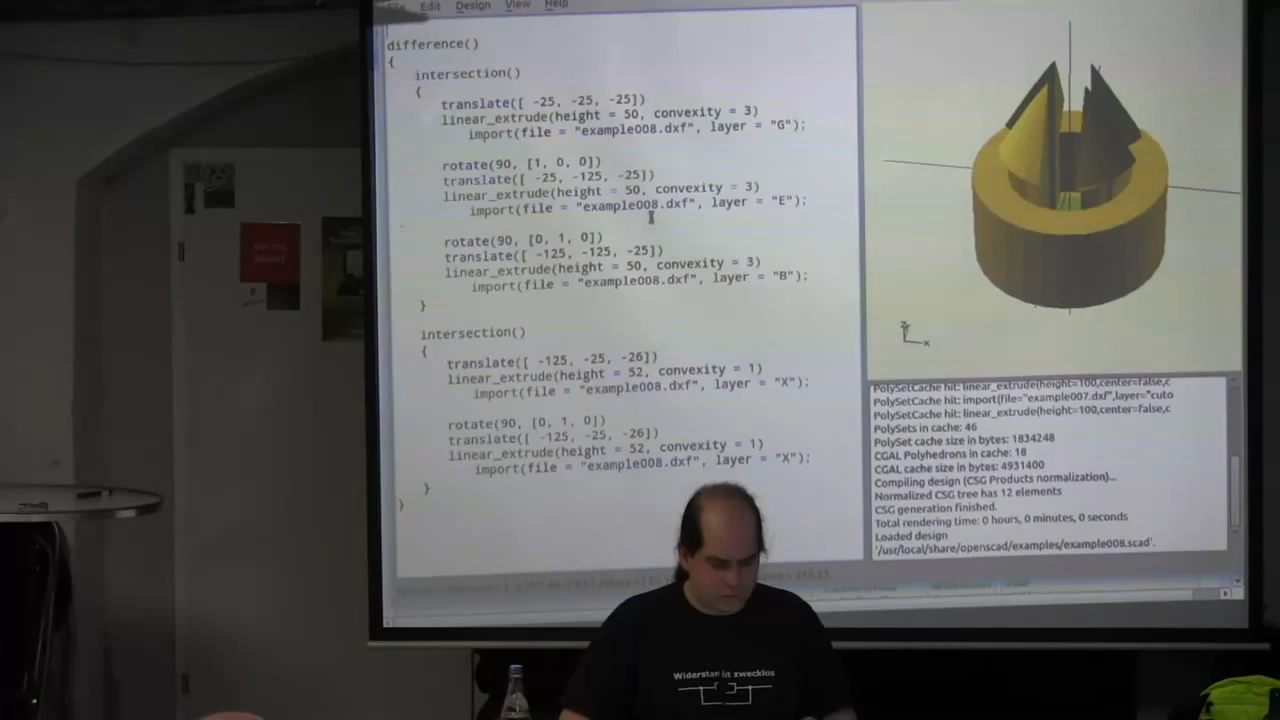 File Edit Design View Help
difference()
{
intersection()
{
translate([ -25, -25, -25])
linear_extrude(height = 50, convexity = 3)
import(file = "example008.dxf", layer = "G");
rotate(90, [1, 0, 0])
translate([ -25, -125, -25])
linear_extrude(height = 50, convexity = 3)
import(file = "example008.dxf", layer = "E");
rotate(90, [0, 1, 0])
translate([ -125, -125, -25])
linear_extrude(height = 50, convexity = 3)
import(file = "example008.dxf", layer = "B");
}
intersection()
{
translate([ -125, -25, -26])
linear_extrude(height = 52, convexity = 1)
import(file = "example008.dxf", layer = "X");
rotate(90, [0, 1, 0])
translate([ -125, -25, -26])
linear_extrude(height = 52, convexity = 1)
import(file = "example008.dxf", layer = "X");
}
}
z
x
PolySetCache hit: linear_extrude(height=100,center=false,c
PolySetCache hit: import(file="example007.dxf",layer="cuto
PolySetCache hit: linear_extrude(height=100,center=false,c
PolySets in cache: 46
PolySet cache size in bytes: 1834248
CGAL Polyhedrons in cache: 18
CGAL cache size in bytes: 4931400
Compiling design (CSG Products normalization)...
Normalized CSG tree has 12 elements
CSG generation finished.
Total rendering time: 0 hours, 0 minutes, 0 seconds
Loaded design
'/usr/local/share/openscad/examples/example008.scad'.
Widerstan ist zwecklos